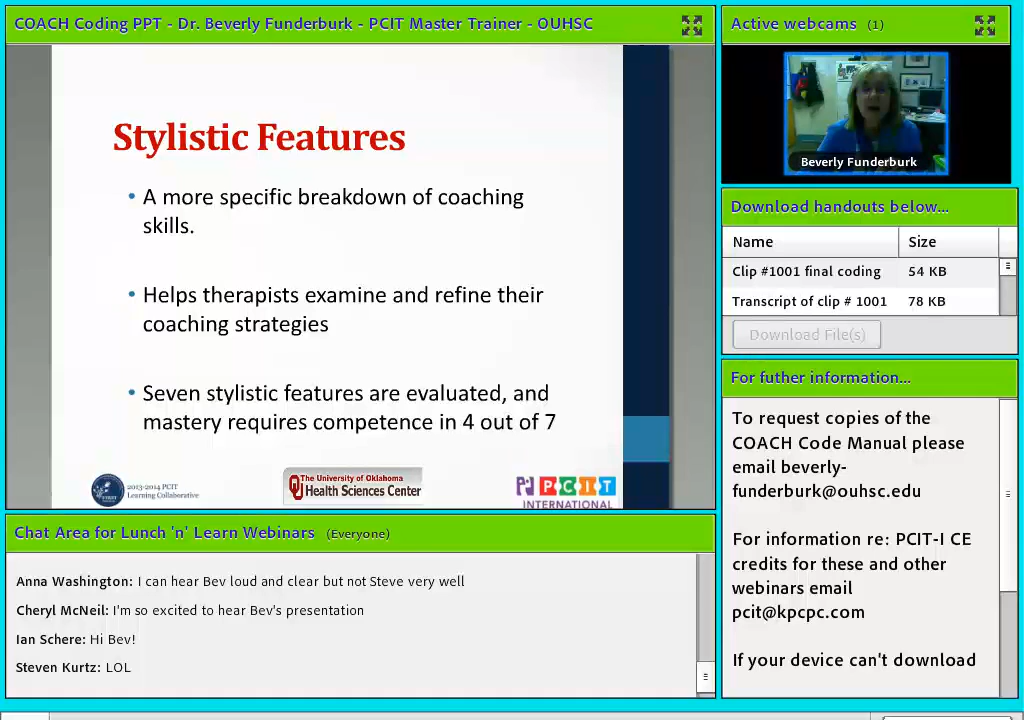 COACH Coding PPT - Dr. Beverly Funderburk - PCIT Master Trainer - OUHSC
Stylistic Features
• A more specific breakdown of coaching
skills.
• Helps therapists examine and refine their
coaching strategies
• Seven stylistic features are evaluated, and
mastery requires competence in 4 out of 7
2013-2014 PCIT
Learning Collaborative
The University of Oklahoma
Health Sciences Center
PCIT
INTERNATIONAL
Chat Area for Lunch 'n' Learn Webinars (Everyone)
Anna Washington: I can hear Bev loud and clear but not Steve very well
Cheryl McNeil: I'm so excited to hear Bev's presentation
Ian Schere: Hi Bev!
Steven Kurtz: LOL
Active webcams (1)
Beverly Funderburk
Download handouts below...
Name Size
Clip #1001 final coding 54 KB
Transcript of clip # 1001 78 KB
Download File(s)
For futher information...
To request copies of the
COACH Code Manual please
email beverly-
funderburk@ouhsc.edu
For information re: PCIT-I CE
credits for these and other
webinars email
pcit@kpcpc.com
If your device can't download